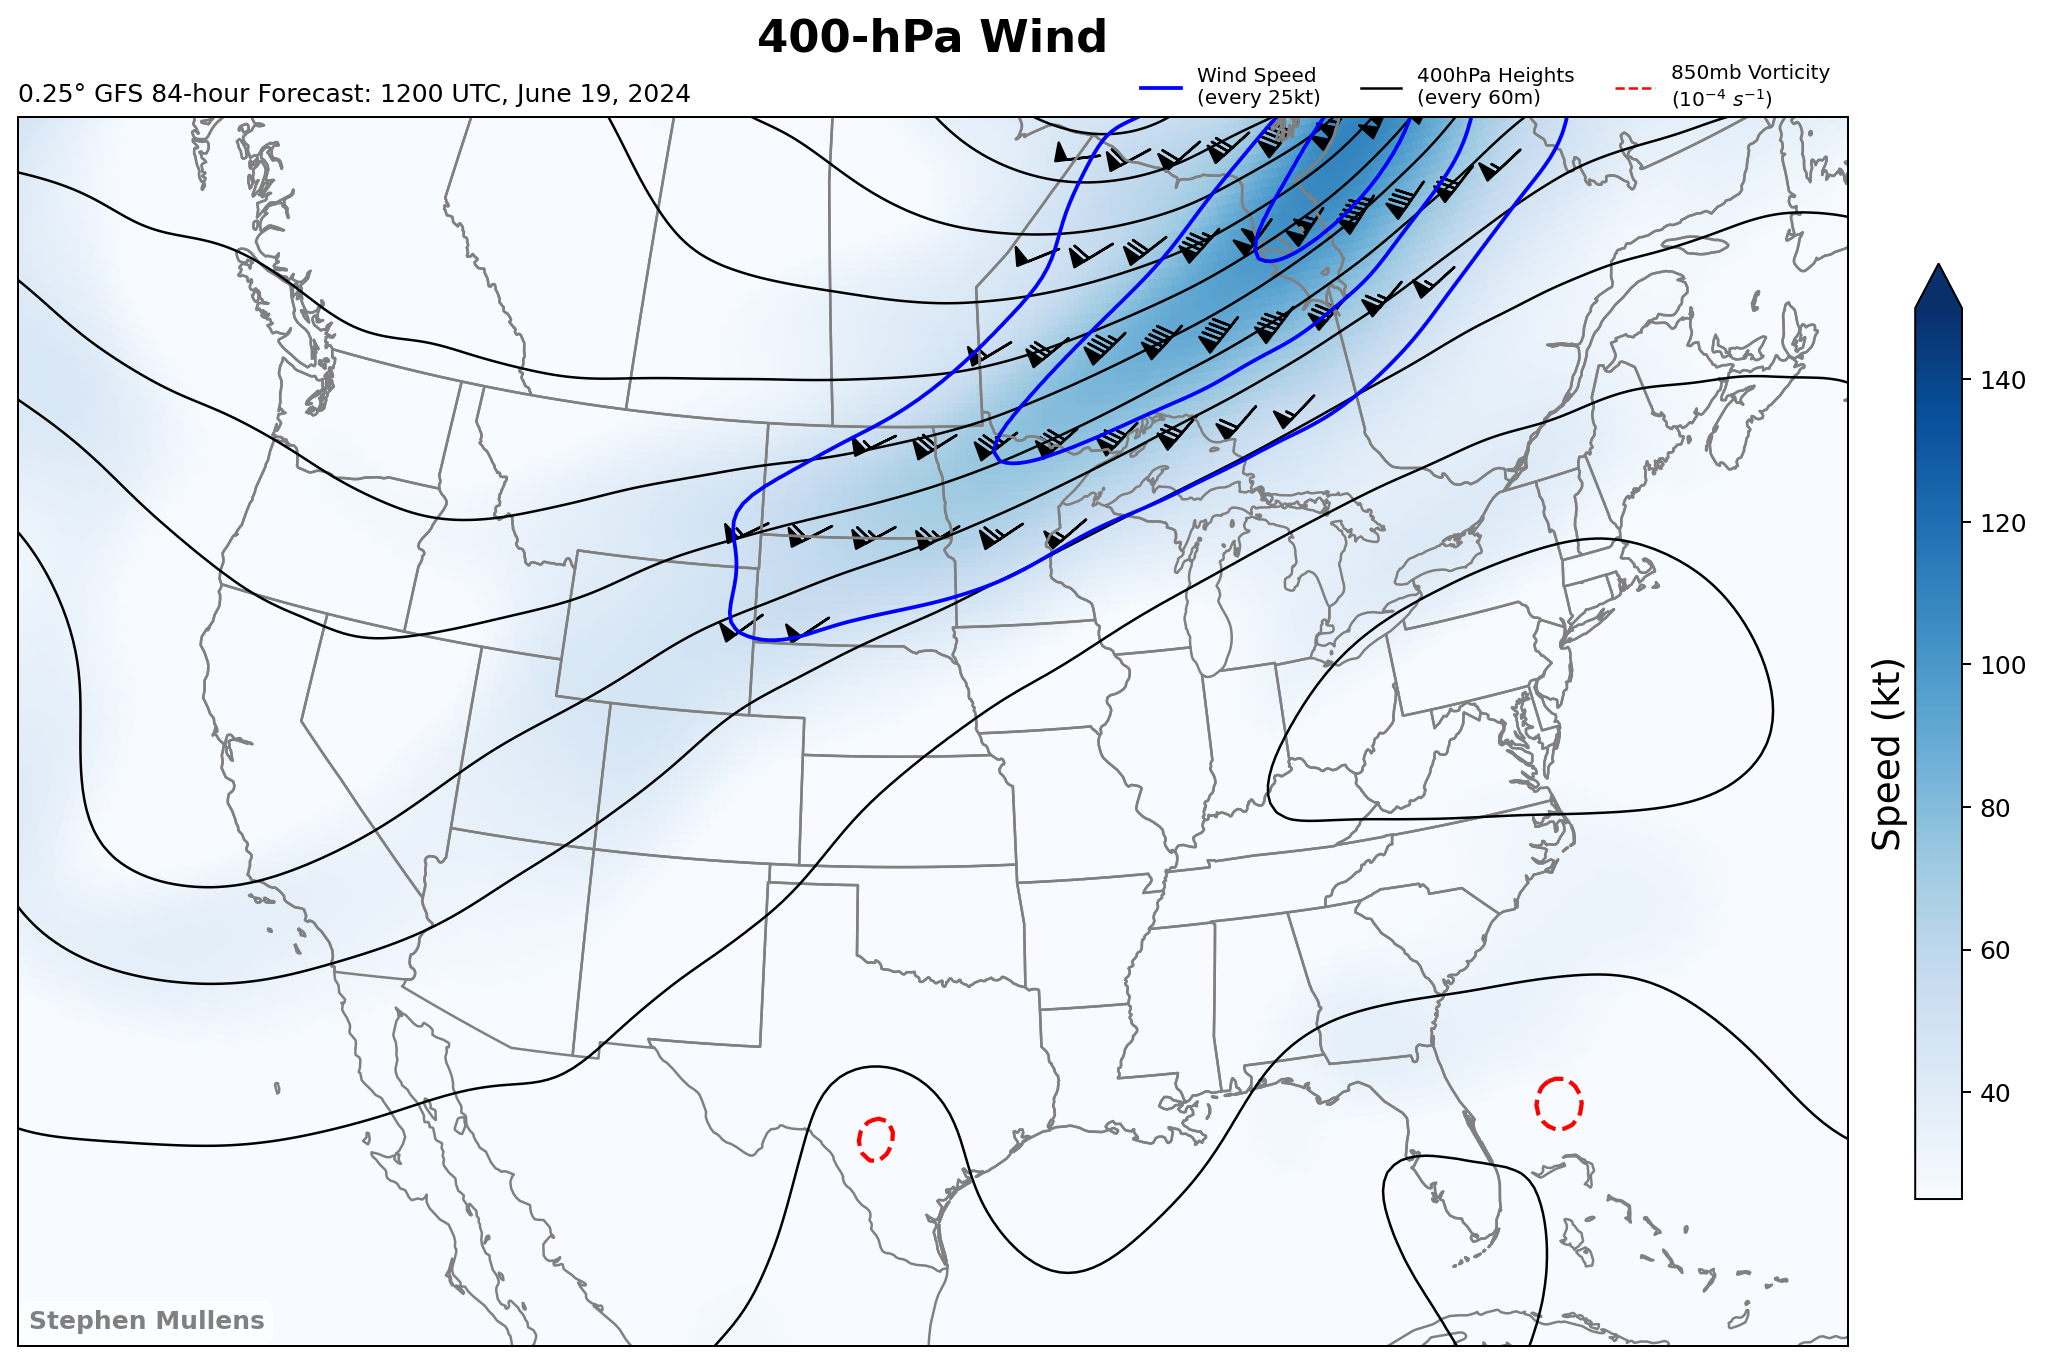 400-hPa Wind
0.25° GFS 84-hour Forecast: 1200 UTC, June 19, 2024
Wind Speed
(every 25kt)
400hPa Heights
(every 60m)
850mb Vorticity
(10⁻⁴ s⁻¹)
140
120
100
80
60
40
Speed (kt)
Stephen Mullens